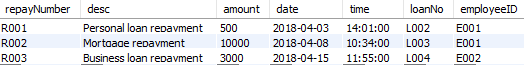 repayNumber desc amount date time loanNo employeeID
R001 Personal loan repayment 500 2018-04-03 14:01:00 L002 E001
R002 Mortgage repayment 10000 2018-04-08 10:34:00 L003 E001
R003 Business loan repayment 3000 2018-04-15 11:55:00 L004 E002